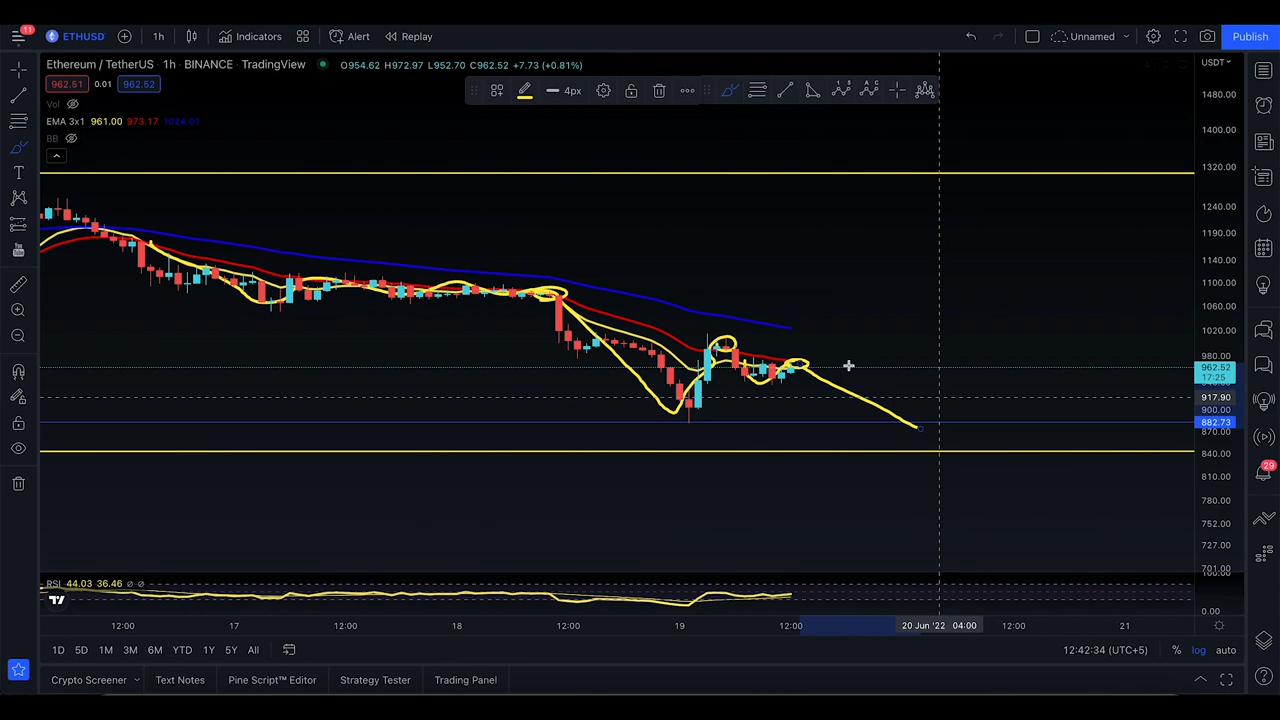 11
ETHUSD
1h
Indicators
Alert
Replay
Unnamed
Publish
Ethereum / TetherUS · 1h · BINANCE · TradingView
O954.62 H972.97 L952.70 C962.52 +7.73 (+0.81%)
USDT
962.51
0.01
962.52
4px
Vol
EMA 3x1 961.00 973.17 1024.01
BB
1480.00
1400.00
1320.00
1240.00
1190.00
1140.00
1100.00
1060.00
1020.00
980.00
962.52
17:25
917.90
900.00
882.73
870.00
840.00
810.00
780.00
752.00
727.00
701.00
100.00
RSI 44.03 36.46 ∅ ∅
0.00
12:00
17
12:00
18
12:00
19
12:00
20 Jun '22 04:00
12:00
21
1D
5D
1M
3M
6M
YTD
1Y
5Y
All
12:42:34 (UTC+5)
%
log
auto
Crypto Screener
Text Notes
Pine Script™ Editor
Strategy Tester
Trading Panel
29